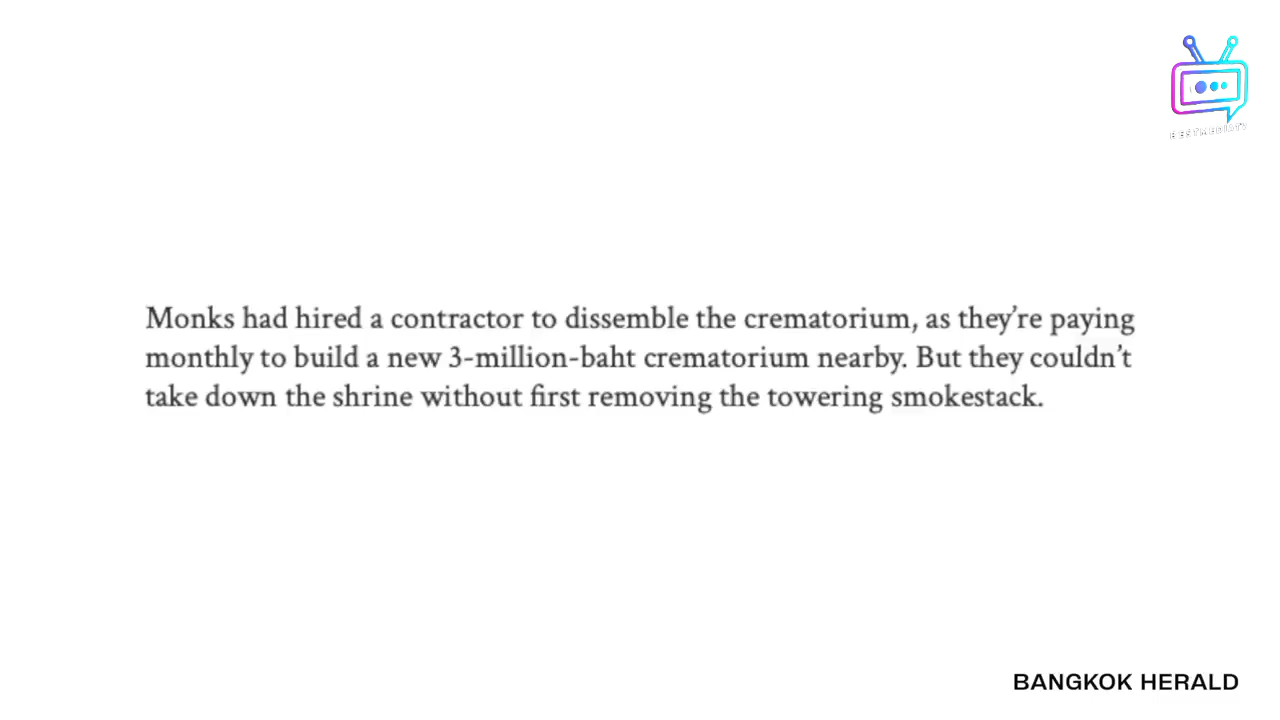 Monks had hired a contractor to dissemble the crematorium, as they’re paying
monthly to build a new 3-million-baht crematorium nearby. But they couldn’t
take down the shrine without first removing the towering smokestack.
BANGKOK HERALD